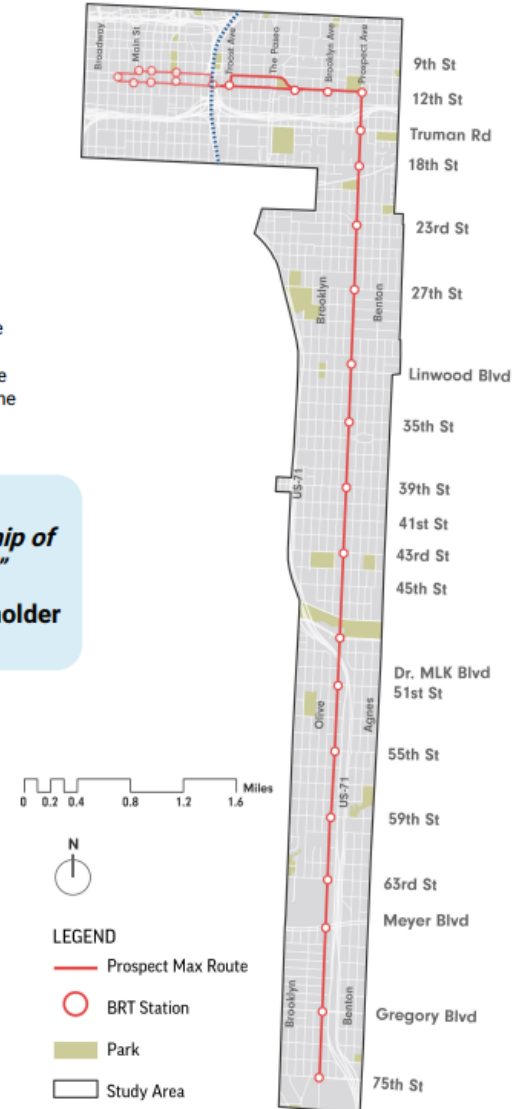 Broadway
Main St
Troost Ave
The Paseo
Brooklyn Ave
Prospect Ave
9th St
12th St
Truman Rd
18th St
23rd St
27th St
Brooklyn
Benton
e
Linwood Blvd
e
ne
35th St
US-71
39th St
41st St
hip of
43rd St
”
45th St
holder
Dr. MLK Blvd
51st St
Olive
Agnes
55th St
US-71
Miles
0 0.2 0.4 0.8 1.2 1.6
59th St
N
63rd St
Meyer Blvd
LEGEND
Prospect Max Route
BRT Station
Brooklyn
Benton
Gregory Blvd
Park
75th St
Study Area